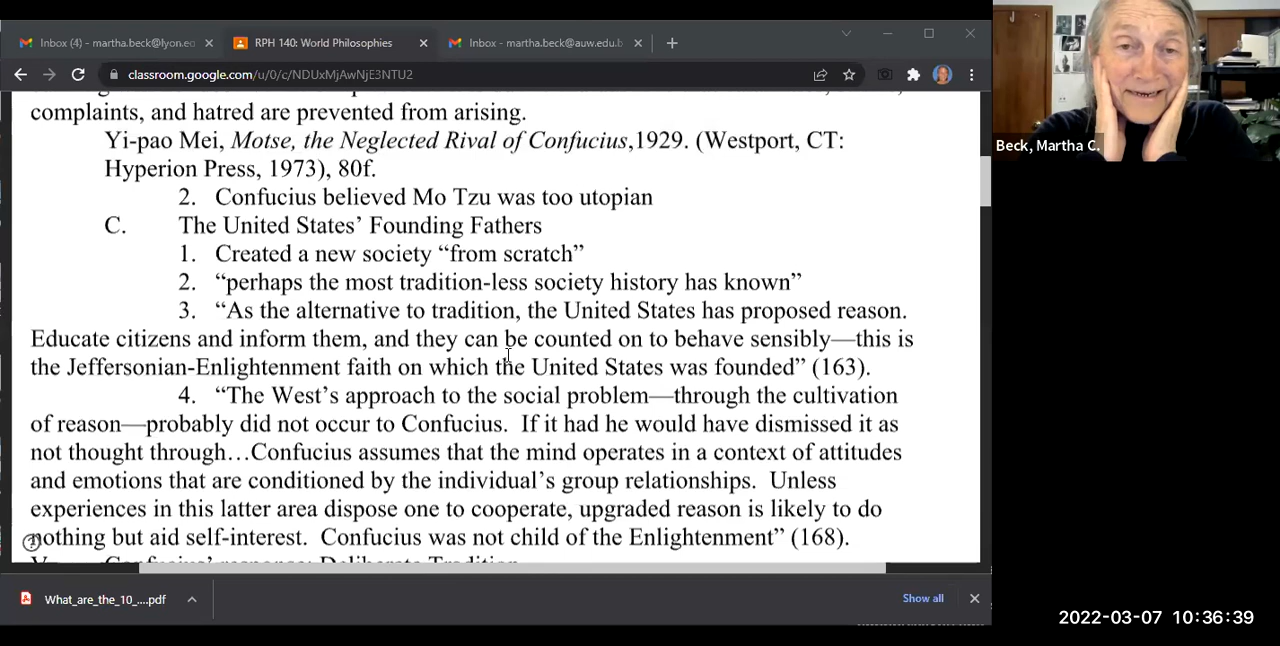 Inbox (4) - martha.beck@lyon.ed
RPH 140: World Philosophies
Inbox - martha.beck@auw.edu.b
classroom.google.com/u/0/c/NDUxMjAwNjE3NTU2
complaints, and hatred are prevented from arising.
Yi-pao Mei, Motse, the Neglected Rival of Confucius,1929. (Westport, CT:
Hyperion Press, 1973), 80f.
2. Confucius believed Mo Tzu was too utopian
C. The United States’ Founding Fathers
1. Created a new society “from scratch”
2. “perhaps the most tradition-less society history has known”
3. “As the alternative to tradition, the United States has proposed reason.
Educate citizens and inform them, and they can be counted on to behave sensibly—this is
the Jeffersonian-Enlightenment faith on which the United States was founded” (163).
4. “The West’s approach to the social problem—through the cultivation
of reason—probably did not occur to Confucius. If it had he would have dismissed it as
not thought through…Confucius assumes that the mind operates in a context of attitudes
and emotions that are conditioned by the individual’s group relationships. Unless
experiences in this latter area dispose one to cooperate, upgraded reason is likely to do
nothing but aid self-interest. Confucius was not child of the Enlightenment” (168).
V. Confucius’ response: Deliberate Tradition
What_are_the_10_....pdf
Show all
Beck, Martha C.
2022-03-07 10:36:39